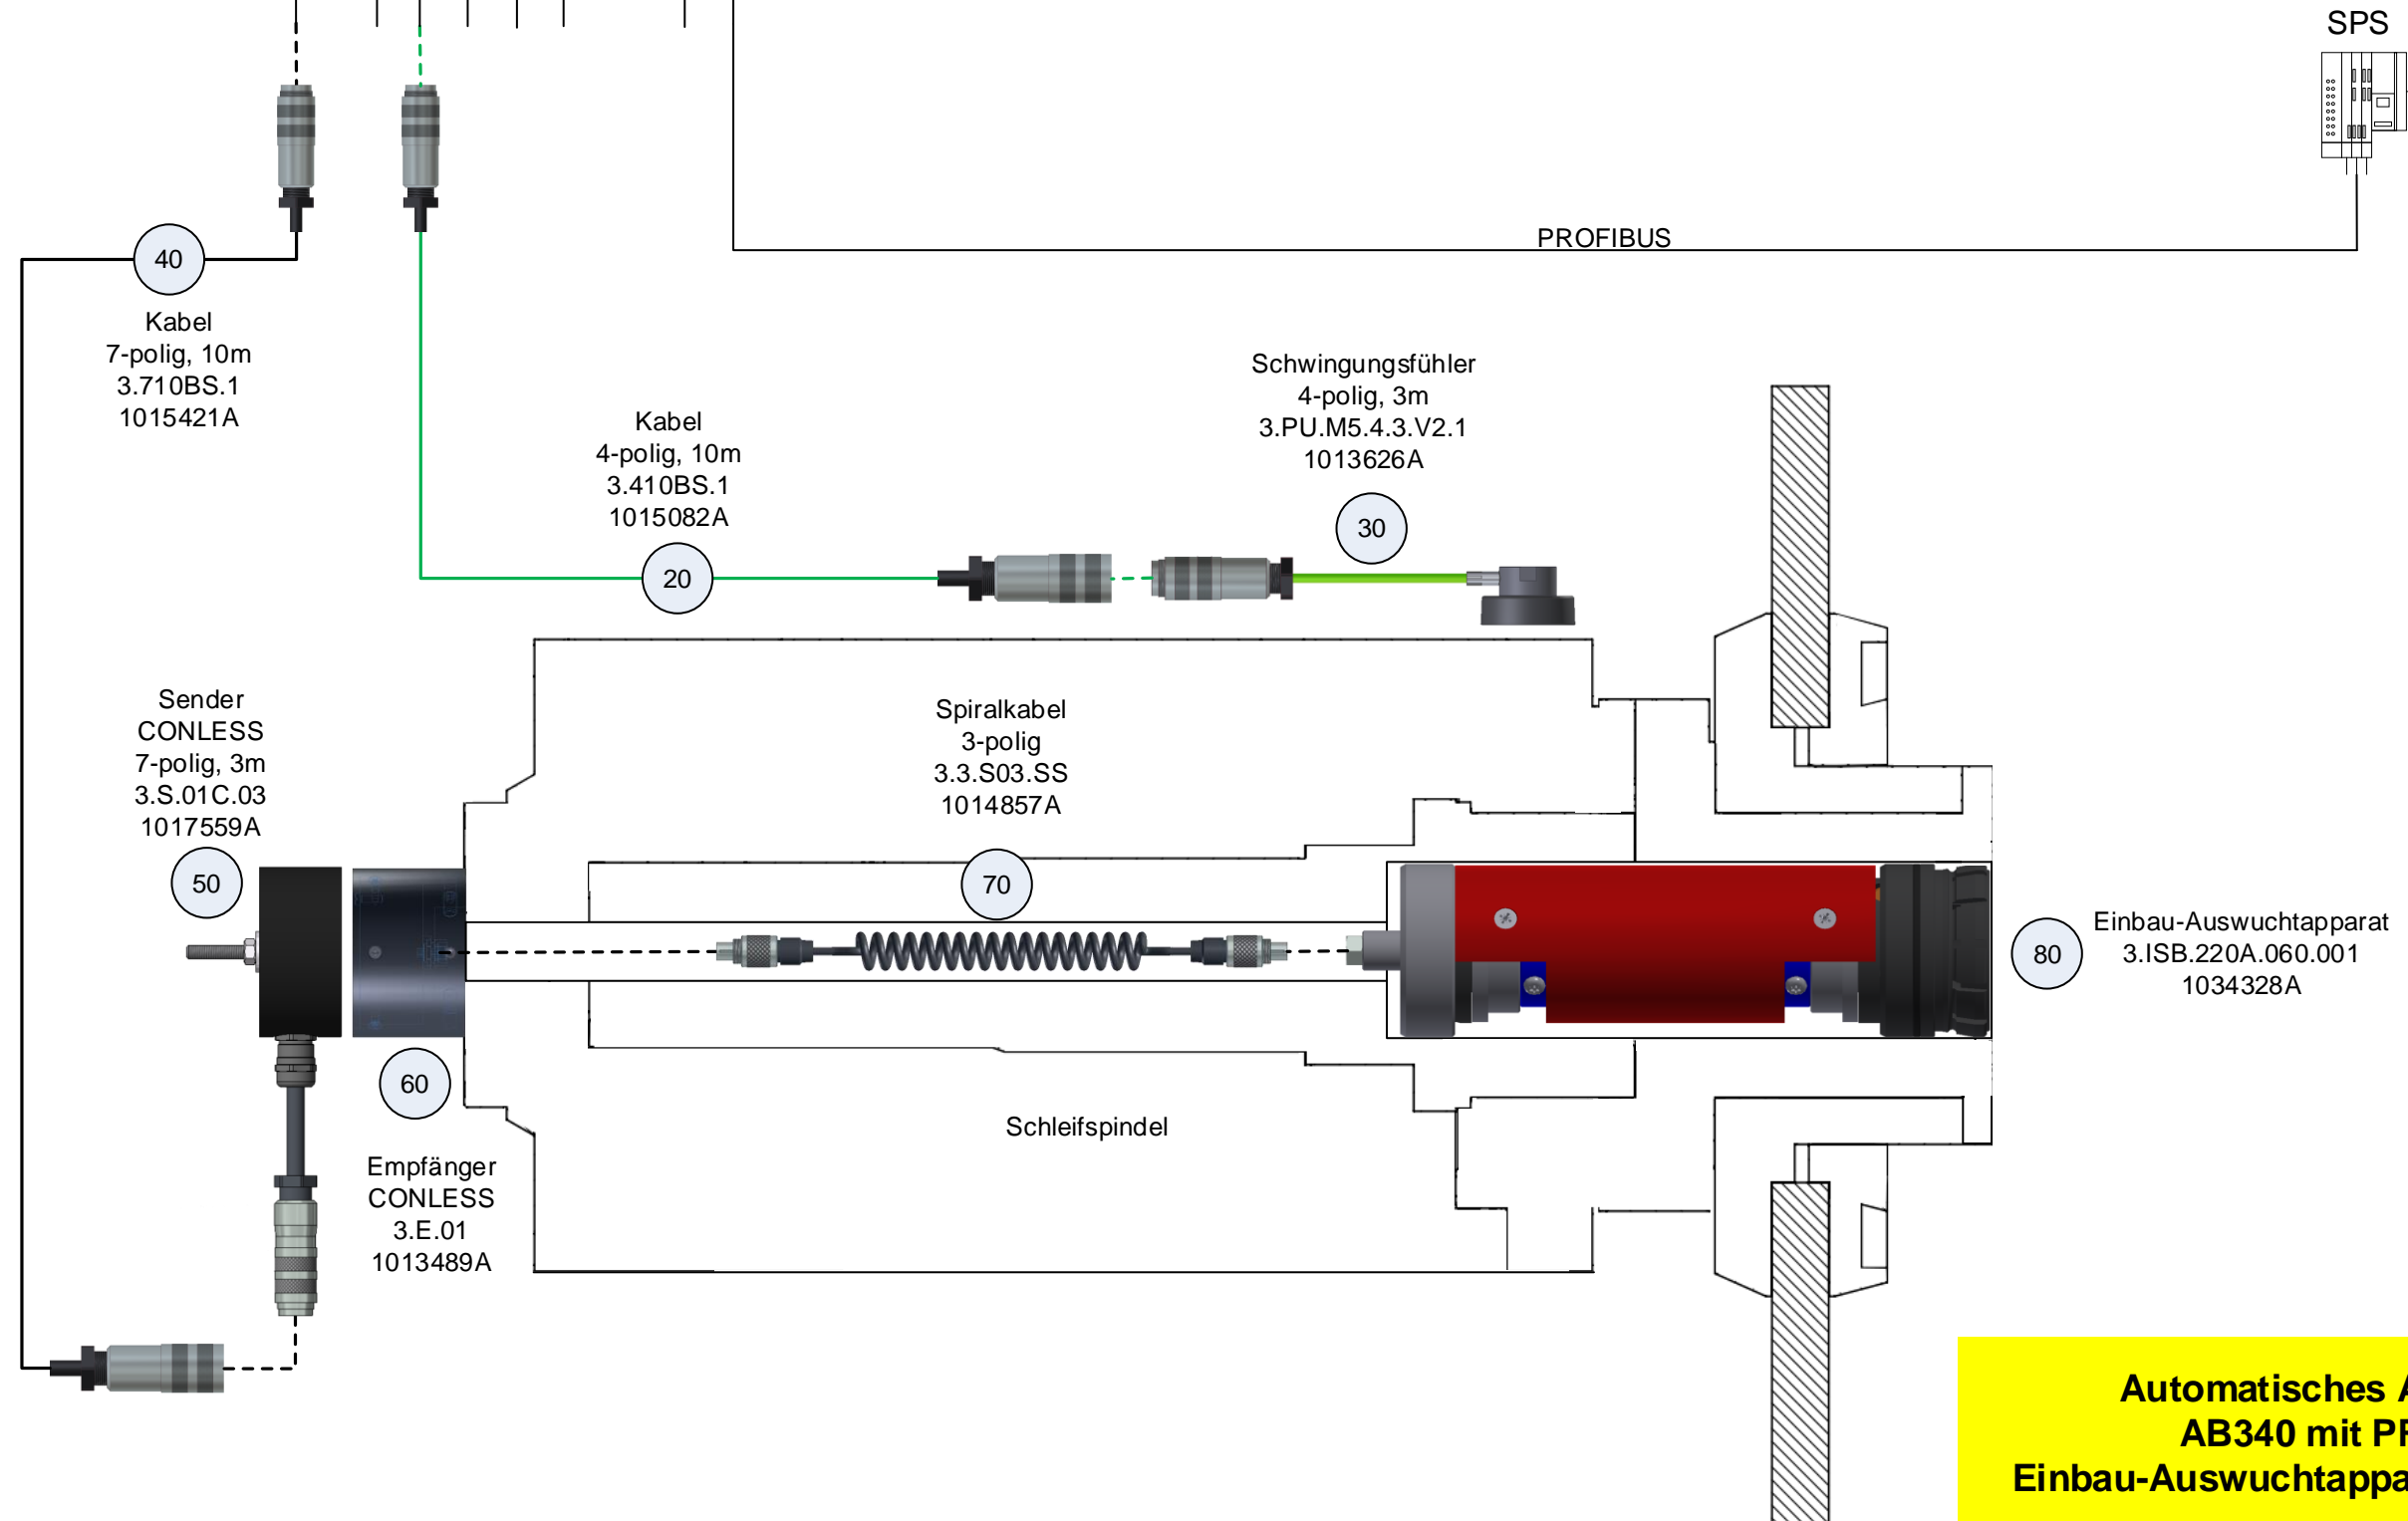 SPS
PROFIBUS
40
Kabel
7-polig, 10m
3.710BS.1
1015421A
Kabel
4-polig, 10m
3.410BS.1
1015082A
20
Schwingungsfühler
4-polig, 3m
3.PU.M5.4.3.V2.1
1013626A
30
Sender
CONLESS
7-polig, 3m
3.S.01C.03
1017559A
50
Spiralkabel
3-polig
3.3.S03.SS
1014857A
70
80
Einbau-Auswuchtapparat
3.ISB.220A.060.001
1034328A
60
Empfänger
CONLESS
3.E.01
1013489A
Schleifspindel
Automatisches
AB340 mit
Einbau-Auswuchtappa